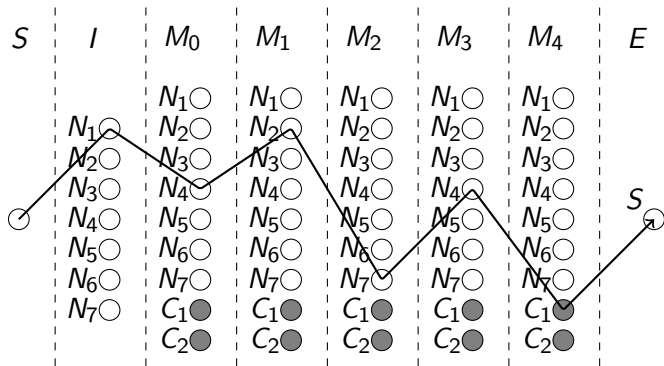 S I M0 M1 M2 M3 M4 E
N1 N1 N1 N1 N1
N1 N2 N2 N2 N2 N2
N2 N3 N3 N3 N3 N3
N3 N4 N4 N4 N4 N4 S
N4 N5 N5 N5 N5 N5
N5 N6 N6 N6 N6 N6
N6 N7 N7 N7 N7 N7
N7 C1 C1 C1 C1 C1
C2 C2 C2 C2 C2